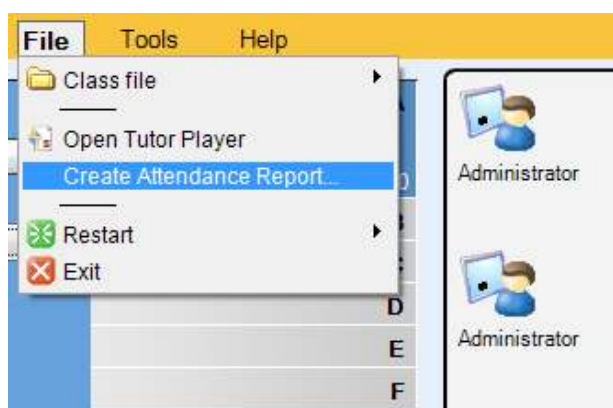 File Tools Help
Class file
Open Tutor Player
Create Attendance Report...
Restart
Exit
D
E
F
Administrator
Administrator